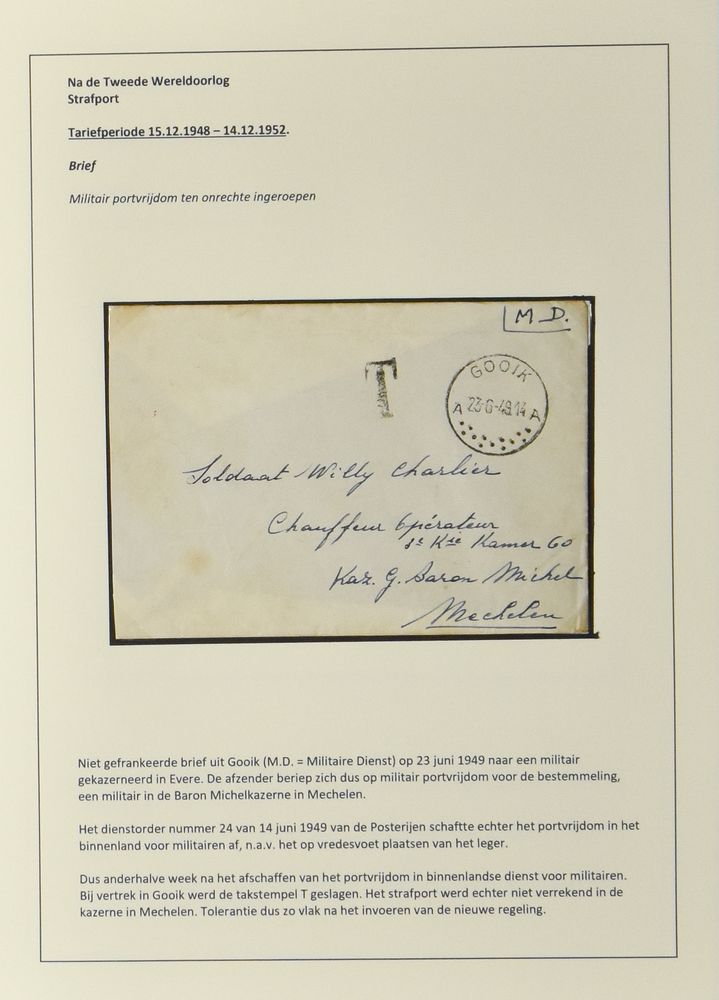 Na de Tweede Wereldoorlog
Strafport
Tariefperiode 15.12.1948 – 14.12.1952.
Brief
Militair portvrijdom ten onrechte ingeroepen
M.D.
T
GOOIK
A 23-6-49.14 A
Soldaat Willy Charlier
Chauffeur Opérateur
1e Kie Kamer 60
Kaz. G. Baron Michel
Mechelen
Niet gefrankeerde brief uit Gooik (M.D. = Militaire Dienst) op 23 juni 1949 naar een militair
gekazerneerd in Evere. De afzender beriep zich dus op militair portvrijdom voor de bestemmeling,
een militair in de Baron Michelkazerne in Mechelen.
Het dienstorder nummer 24 van 14 juni 1949 van de Posterijen schaftte echter het portvrijdom in het
binnenland voor militairen af, n.a.v. het op vredesvoet plaatsen van het leger.
Dus anderhalve week na het afschaffen van het portvrijdom in binnenlandse dienst voor militairen.
Bij vertrek in Gooik werd de takstempel T geslagen. Het strafport werd echter niet verrekend in de
kazerne in Mechelen. Tolerantie dus zo vlak na het invoeren van de nieuwe regeling.